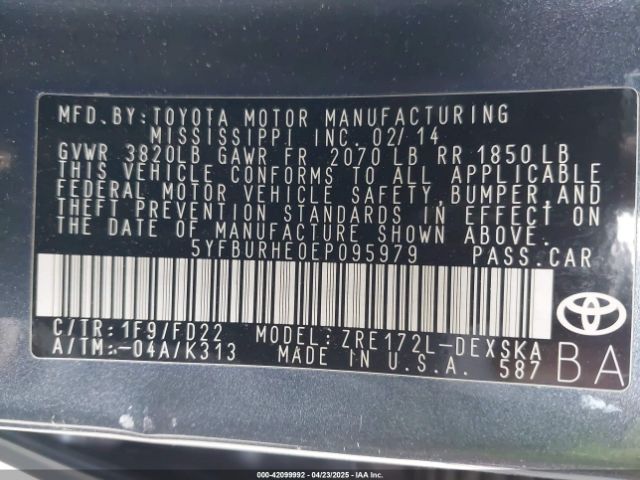 MFD.BY:TOYOTA MOTOR MANUFACTURING
MISSISSIPPI INC. 02/14
GVWR 3820LB GAWR FR 2070 LB RR 1850 LB
THIS VEHICLE CONFORMS TO ALL APPLICABLE
FEDERAL MOTOR VEHICLE SAFETY,BUMPER,AND
THEFT PREVENTION STANDARDS IN EFFECT ON
THE DATE OF MANUFACTURE SHOWN ABOVE.
5YFBURHE0EP095979 PASS.CAR
C/TR:1F9/FD22 MODEL:ZRE172L-DEXSKA
A/TM:-04A/K313 MADE IN U.S.A. 587
BA
TOYOTA
000-42099992 - 04/23/2025 - IAAI.COM